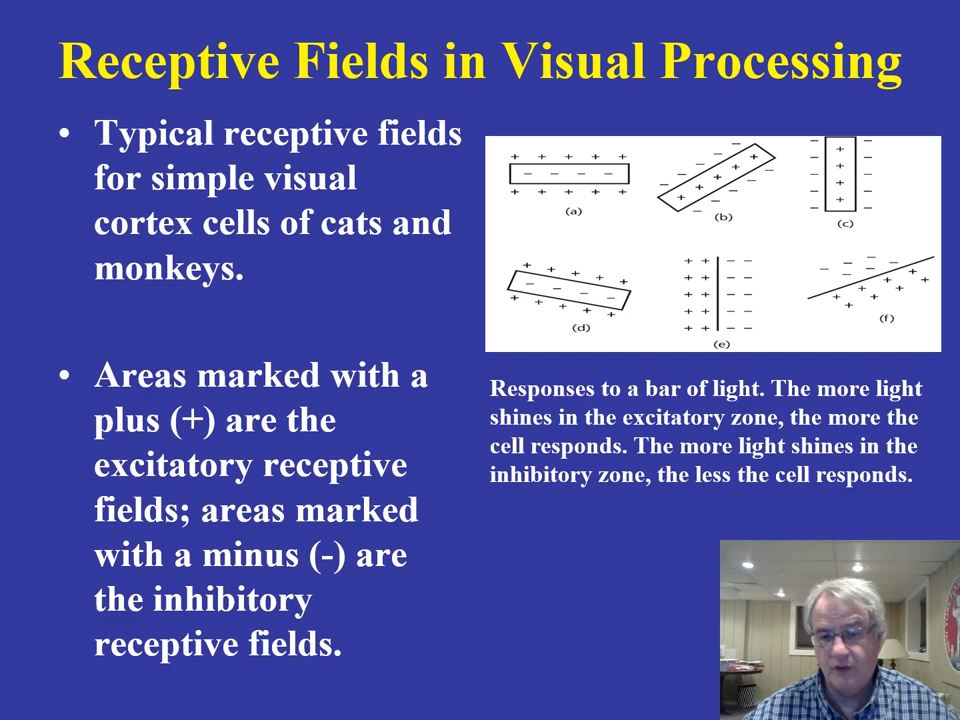 Receptive Fields in Visual Processing
• Typical receptive fields
for simple visual
cortex cells of cats and
monkeys.
• Areas marked with a
plus (+) are the
excitatory receptive
fields; areas marked
with a minus (-) are
the inhibitory
receptive fields.
+ + + + +
− − − −
+ + + + +
(a)
− − − −
+ + + + +
− − − − −
(b)
− + −
− + −
− + −
− + −
(c)
+ + + + +
− − − −
+ + + + +
(d)
+ + − −
+ + − −
+ + − −
+ + − −
+ + − −
(e)
− − −
− − − + +
+ + + +
+ +
(f)
Responses to a bar of light. The more light
shines in the excitatory zone, the more the
cell responds. The more light shines in the
inhibitory zone, the less the cell responds.